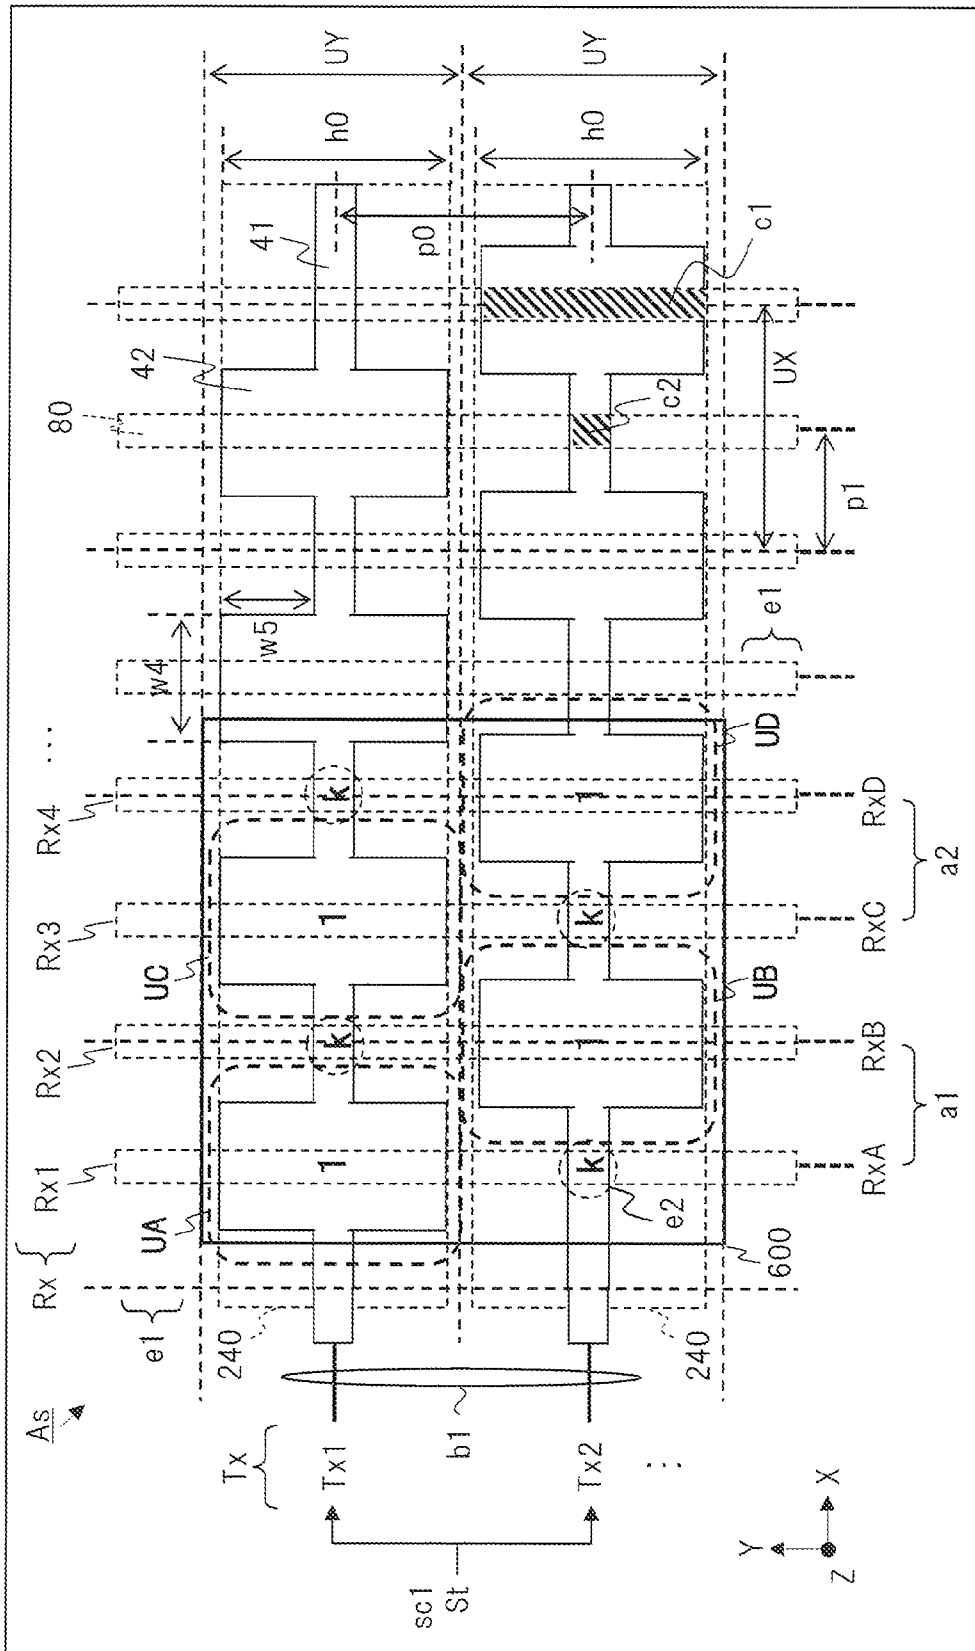 As
Rx
Rx1
Rx2
Rx3
Rx4
...
80
42
41
e1
UA
UC
w4
w5
h0
UY
240
1
k
1
k
p0
Tx
Tx1
Tx2
⋮
b1
sc1
St
k
1
k
1
e2
UB
UD
c2
c1
h0
UY
240
600
e1
p1
UX
RxA
RxB
RxC
RxD
a1
a2
Y
X
Z